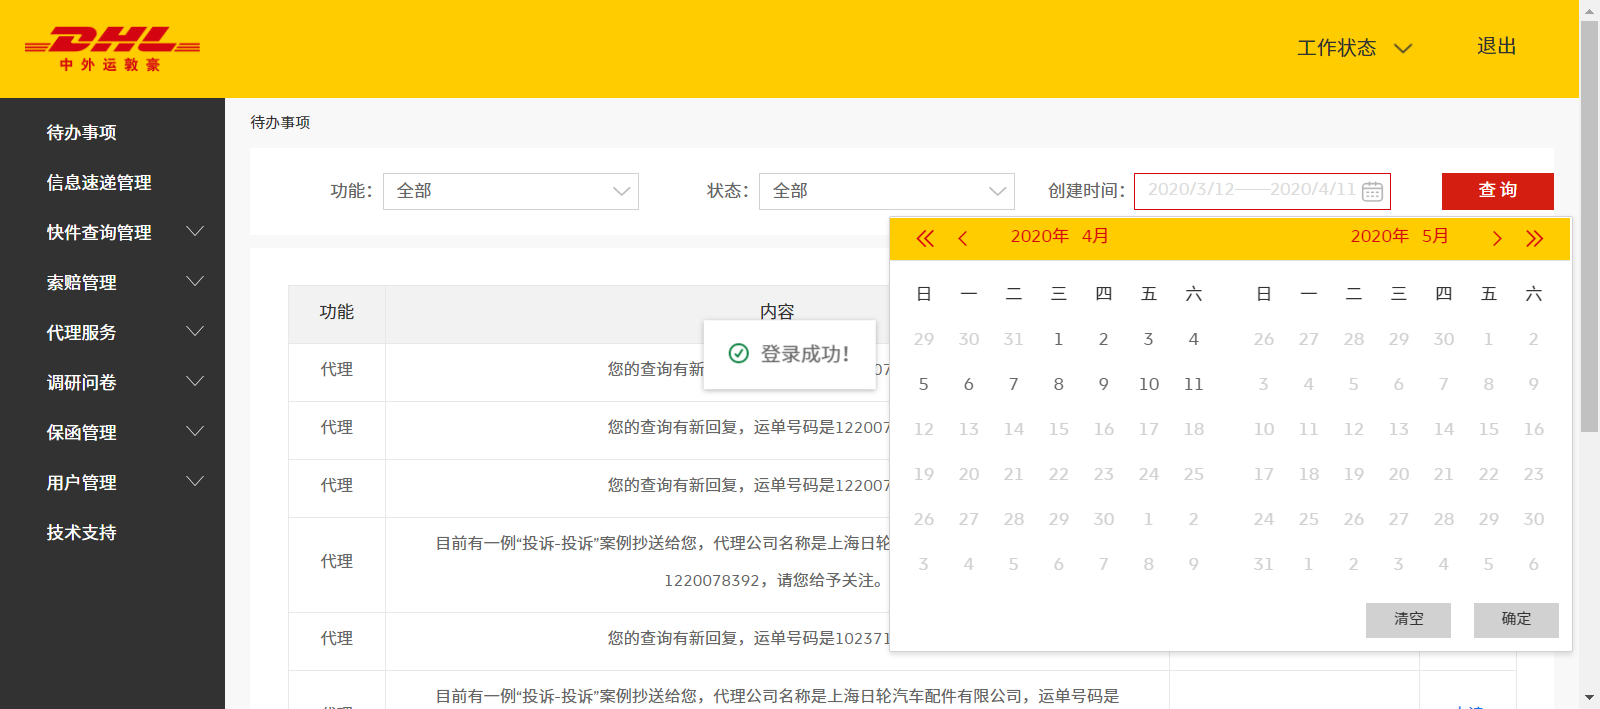 DHL
中外运敦豪
工作状态
退出
待办事项
信息速递管理
快件查询管理
索赔管理
代理服务
调研问卷
保函管理
用户管理
技术支持
待办事项
功能： 全部 状态： 全部 创建时间： 2020/3/12——2020/4/11 查 询
2020年 4月
日 一 二 三 四 五 六
29 30 31 1 2 3 4
5 6 7 8 9 10 11
12 13 14 15 16 17 18
19 20 21 22 23 24 25
26 27 28 29 30 1 2
3 4 5 6 7 8 9
2020年 5月
日 一 二 三 四 五 六
26 27 28 29 30 1 2
3 4 5 6 7 8 9
10 11 12 13 14 15 16
17 18 19 20 21 22 23
24 25 26 27 28 29 30
31 1 2 3 4 5 6
清空 确定
登录成功！
功能 内容
代理 您的查询有新
代理 您的查询有新回复，运单号码是122007
代理 您的查询有新回复，运单号码是122007
代理 目前有一例“投诉-投诉”案例抄送给您，代理公司名称是上海日轮
1220078392，请您给予关注。
代理 您的查询有新回复，运单号码是102371
目前有一例“投诉-投诉”案例抄送给您，代理公司名称是上海日轮汽车配件有限公司，运单号码是